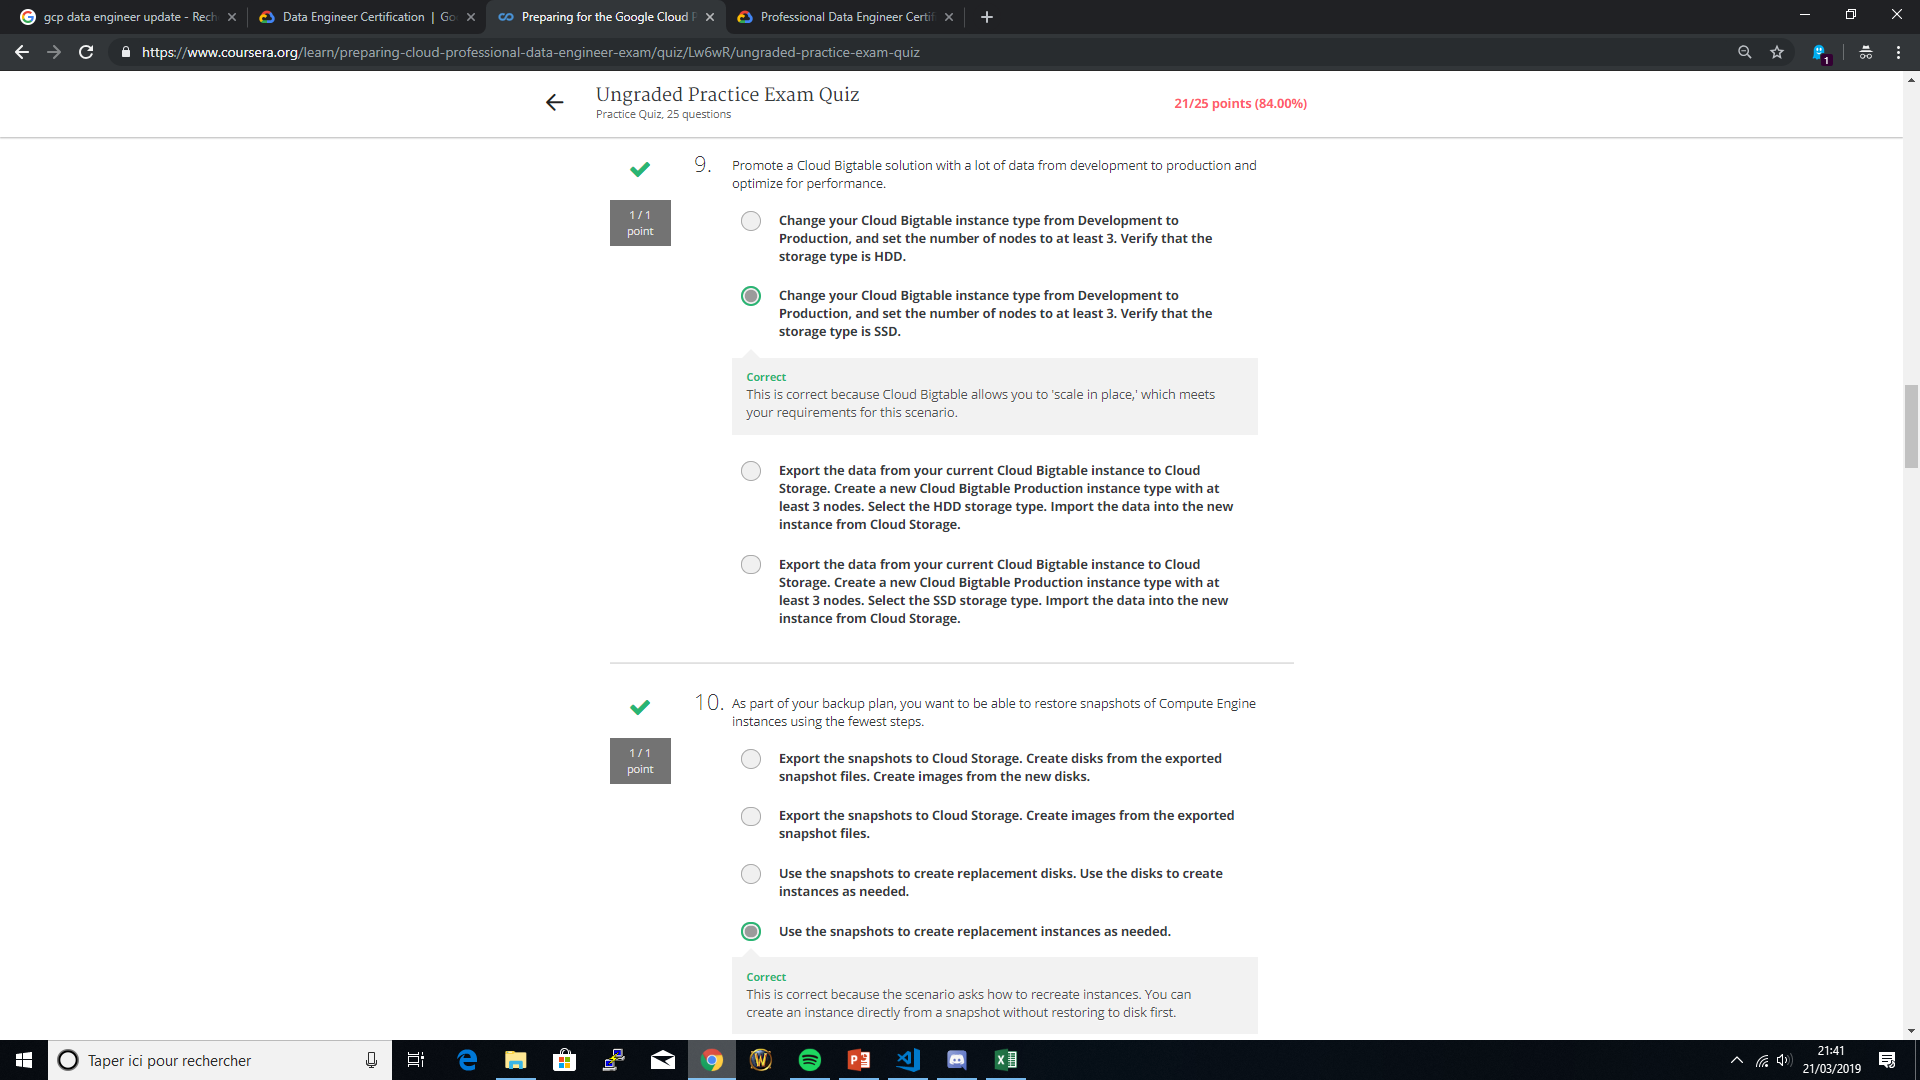 gcp data engineer update - Rech
Data Engineer Certification | Go
Preparing for the Google Cloud P
Professional Data Engineer Certif
https://www.coursera.org/learn/preparing-cloud-professional-data-engineer-exam/quiz/Lw6wR/ungraded-practice-exam-quiz
1
Ungraded Practice Exam Quiz
Practice Quiz, 25 questions
21/25 points (84.00%)
1 / 1
point
9.
Promote a Cloud Bigtable solution with a lot of data from development to production and
optimize for performance.
Change your Cloud Bigtable instance type from Development to
Production, and set the number of nodes to at least 3. Verify that the
storage type is HDD.
Change your Cloud Bigtable instance type from Development to
Production, and set the number of nodes to at least 3. Verify that the
storage type is SSD.
Correct
This is correct because Cloud Bigtable allows you to 'scale in place,' which meets
your requirements for this scenario.
Export the data from your current Cloud Bigtable instance to Cloud
Storage. Create a new Cloud Bigtable Production instance type with at
least 3 nodes. Select the HDD storage type. Import the data into the new
instance from Cloud Storage.
Export the data from your current Cloud Bigtable instance to Cloud
Storage. Create a new Cloud Bigtable Production instance type with at
least 3 nodes. Select the SSD storage type. Import the data into the new
instance from Cloud Storage.
1 / 1
point
10.
As part of your backup plan, you want to be able to restore snapshots of Compute Engine
instances using the fewest steps.
Export the snapshots to Cloud Storage. Create disks from the exported
snapshot files. Create images from the new disks.
Export the snapshots to Cloud Storage. Create images from the exported
snapshot files.
Use the snapshots to create replacement disks. Use the disks to create
instances as needed.
Use the snapshots to create replacement instances as needed.
Correct
This is correct because the scenario asks how to recreate instances. You can
create an instance directly from a snapshot without restoring to disk first.
Taper ici pour rechercher
21:41
21/03/2019